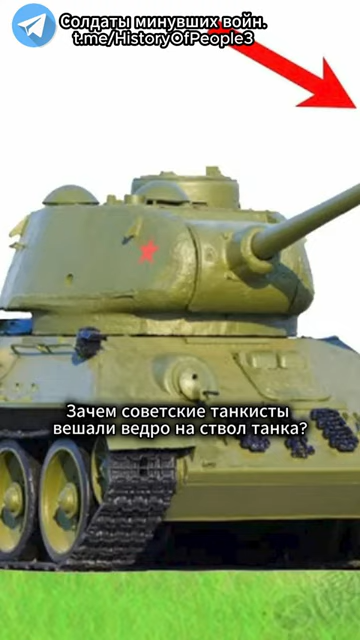 Солдаты минувших войн.
t.me/HistoryOfPeople3
Зачем советские танкисты
вешали ведро на ствол танка?